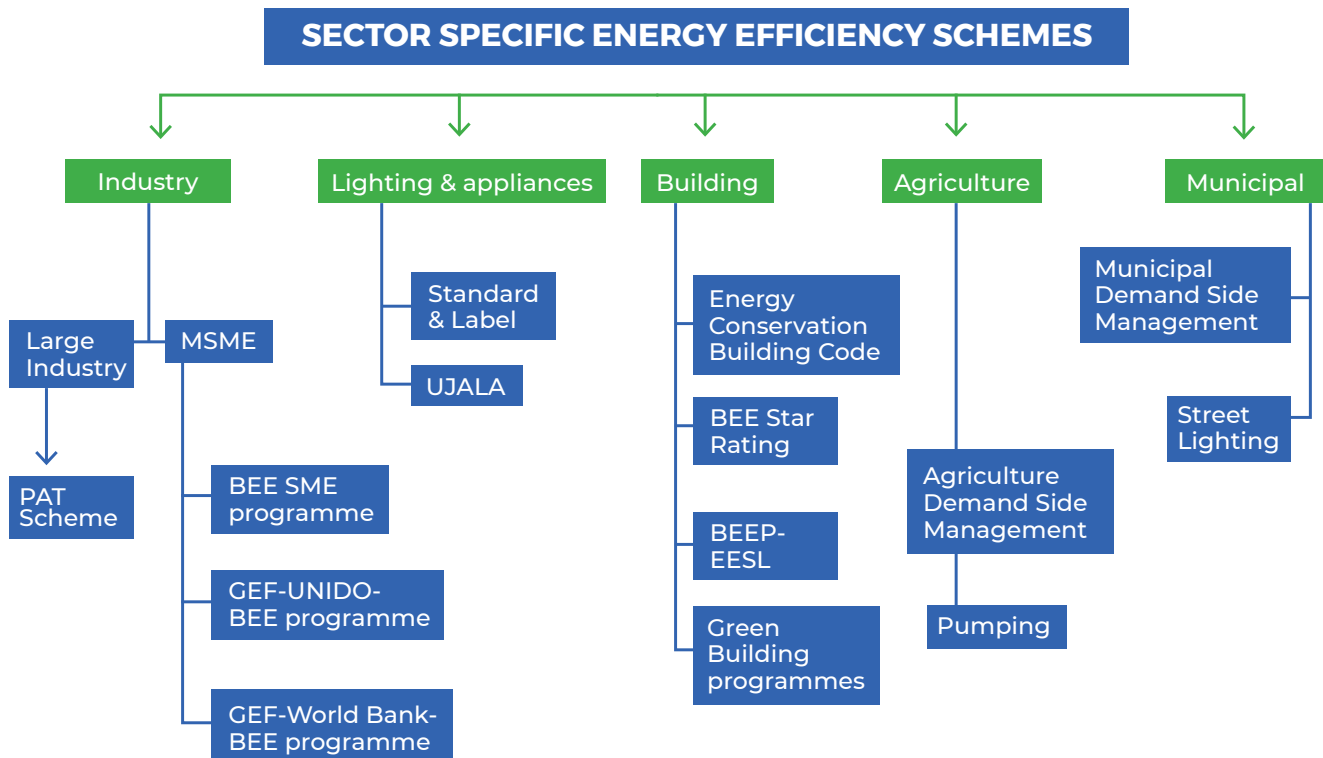 SECTOR SPECIFIC ENERGY EFFICIENCY SCHEMES
Industry
Lighting & appliances
Building
Agriculture
Municipal
Large
Industry
MSME
PAT
Scheme
BEE SME
programme
GEF-UNIDO-
BEE programme
GEF-World Bank-
BEE programme
Standard
& Label
UJALA
Energy
Conservation
Building Code
BEE Star
Rating
BEEP-
EESL
Green
Building
programmes
Agriculture
Demand Side
Management
Pumping
Municipal
Demand Side
Management
Street
Lighting